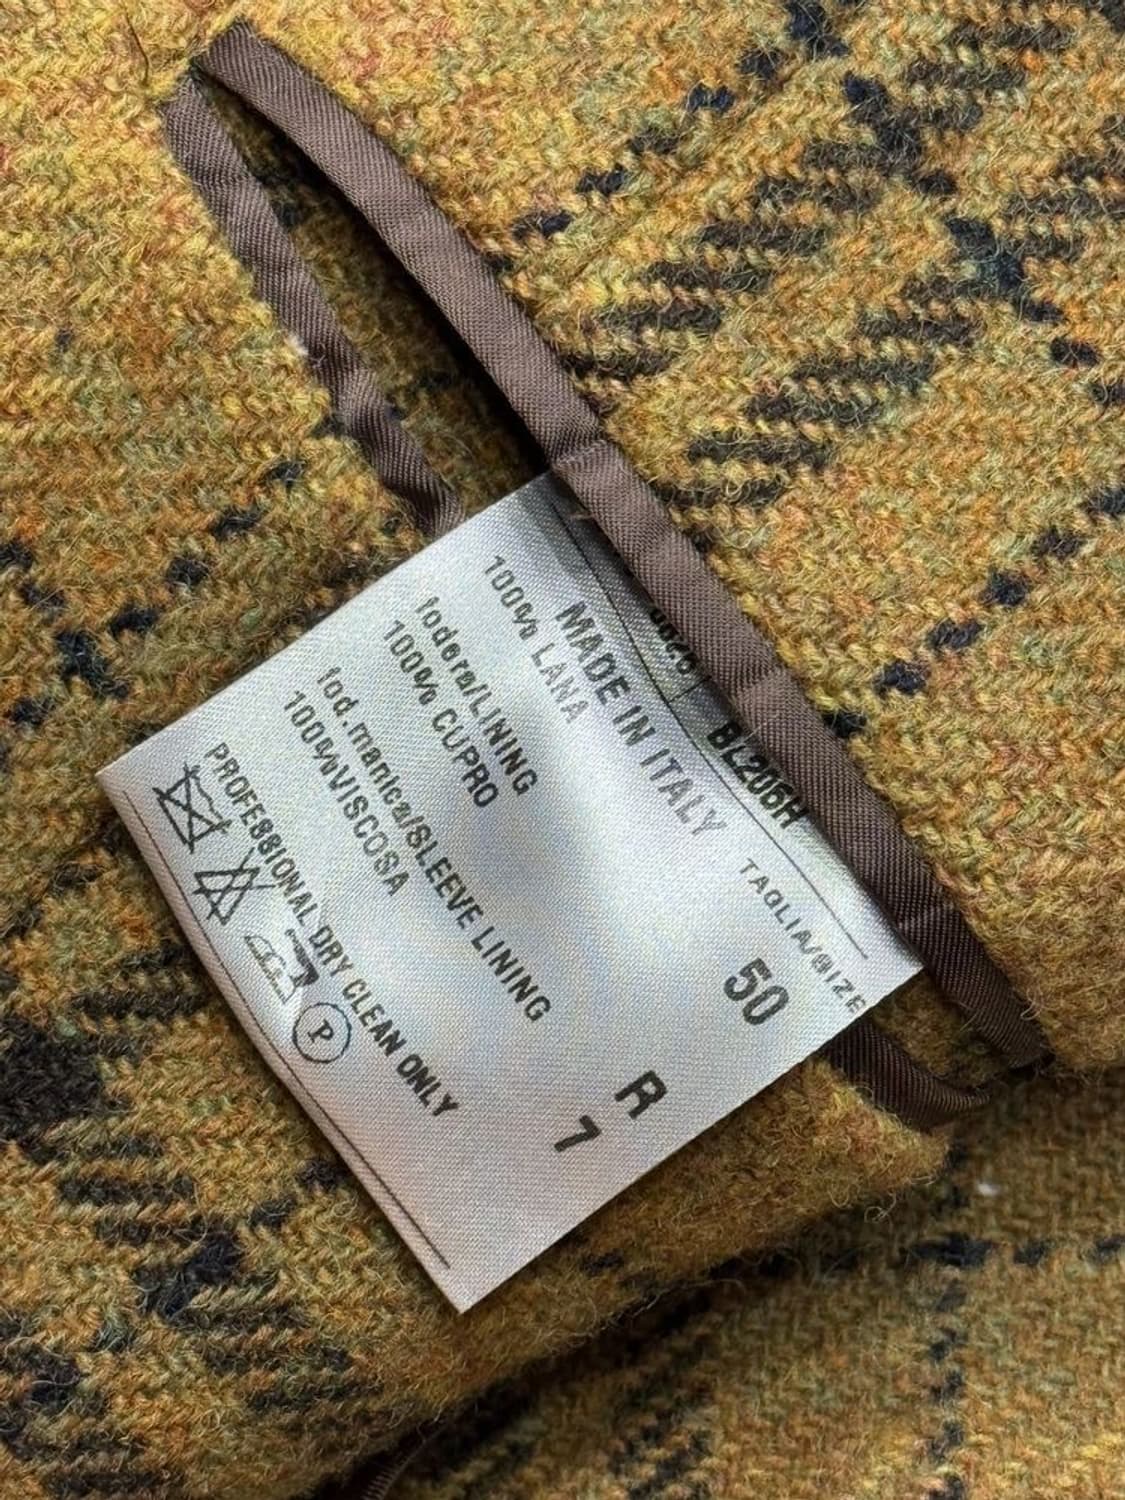 BL206H
TAGLIA/SIZE
MADE IN ITALY
50
100% LANA
fodera/LINING
100% CUPRO
R
7
fod.manica/SLEEVE LINING
100%VISCOSA
PROFESSIONAL DRY CLEAN ONLY
P